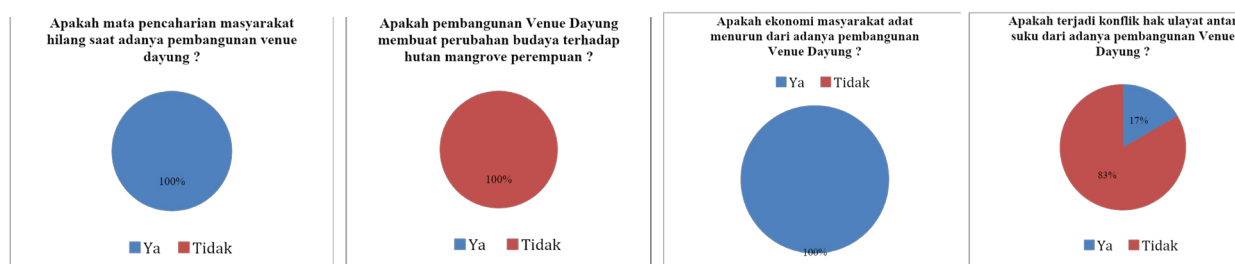 Apakah mata pencaharian masyarakat
hilang saat adanya pembangunan venue
dayung ?
100%
Ya Tidak
Apakah pembangunan Venue Dayung
membuat perubahan budaya terhadap
hutan mangrove perempuan ?
100%
Ya Tidak
Apakah ekonomi masyarakat adat
menurun dari adanya pembangunan
Venue Dayung ?
Ya Tidak
100%
Apakah terjadi konflik hak ulayat antar
suku dari adanya pembangunan Venue
Dayung ?
17%
83%
Ya Tidak